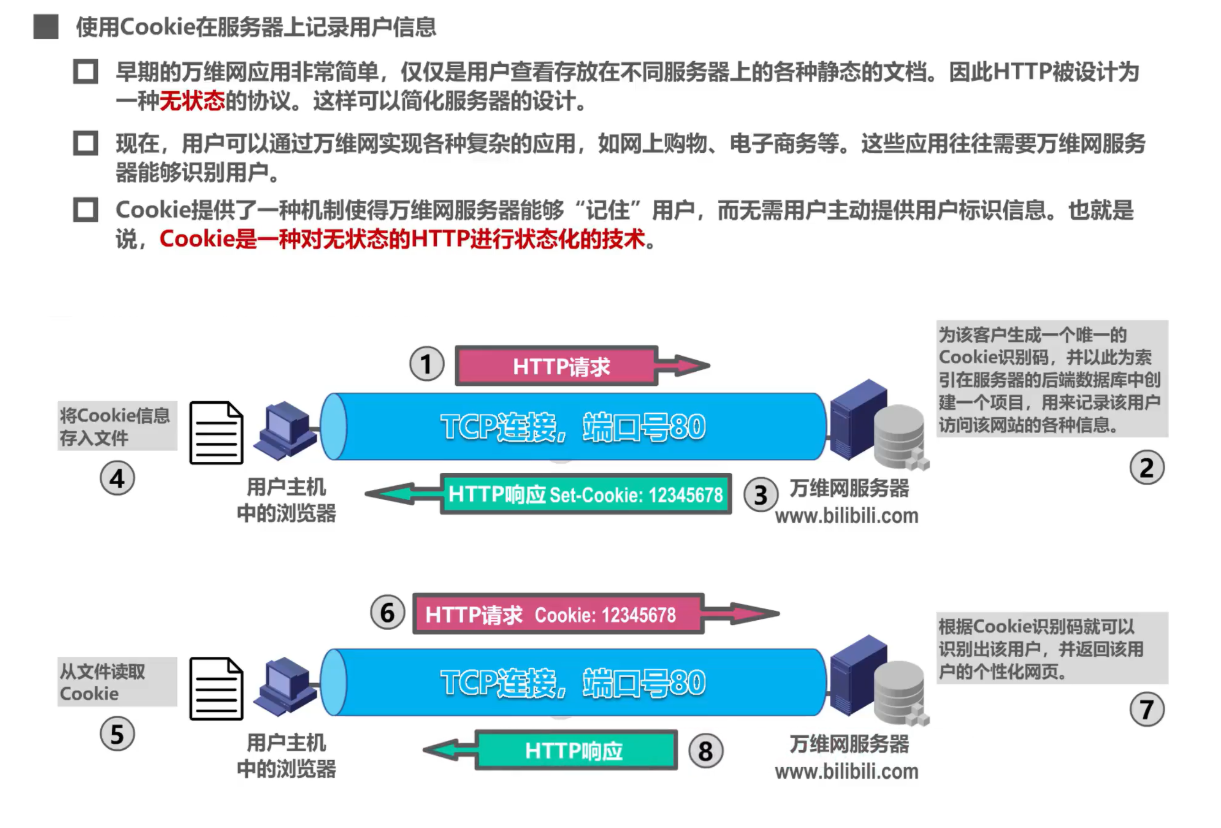 使用Cookie在服务器上记录用户信息
早期的万维网应用非常简单，仅仅是用户查看存放在不同服务器上的各种静态的文档。因此HTTP被设计为
一种无状态的协议。这样可以简化服务器的设计。
现在，用户可以通过万维网实现各种复杂的应用，如网上购物、电子商务等。这些应用往往需要万维网服务
器能够识别用户。
Cookie提供了一种机制使得万维网服务器能够“记住”用户，而无需用户主动提供用户标识信息。也就是
说，Cookie是一种对无状态的HTTP进行状态化的技术。
1
HTTP请求
为该客户生成一个唯一的
Cookie识别码，并以此为索
引在服务器的后端数据库中创
建一个项目，用来记录该用户
访问该网站的各种信息。
2
将Cookie信息
存入文件
4
TCP连接，端口号80
用户主机
中的浏览器
HTTP响应 Set-Cookie: 12345678
3
万维网服务器
www.bilibili.com
6
HTTP请求 Cookie: 12345678
根据Cookie识别码就可以
识别出该用户，并返回该用
户的个性化网页。
7
从文件读取
Cookie
5
TCP连接，端口号80
用户主机
中的浏览器
HTTP响应
8
万维网服务器
www.bilibili.com